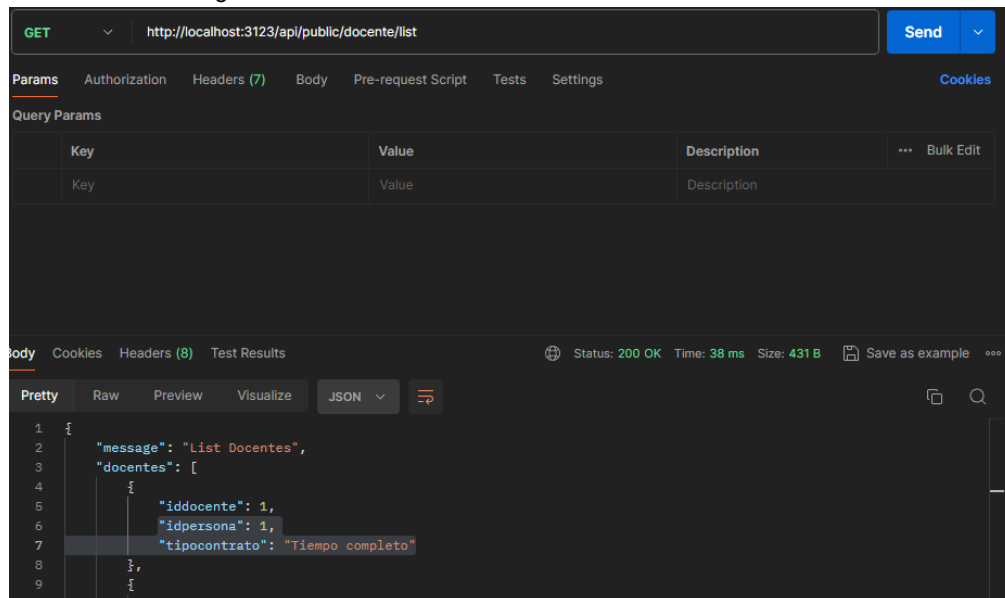 GET http://localhost:3123/api/public/docente/list Send
Params Authorization Headers (7) Body Pre-request Script Tests Settings Cookies
Query Params
Key Value Description ••• Bulk Edit
Key Value Description
Body Cookies Headers (8) Test Results Status: 200 OK Time: 38 ms Size: 431 B Save as example
Pretty Raw Preview Visualize JSON
1 {
2 "message": "List Docentes",
3 "docentes": [
4 {
5 "iddocente": 1,
6 "idpersona": 1,
7 "tipocontrato": "Tiempo completo"
8 },
9 {